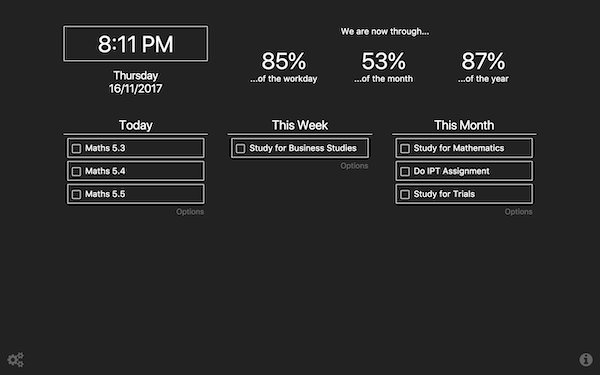 8:11 PM
Thursday
16/11/2017
We are now through...
85%
...of the workday
53%
...of the month
87%
...of the year
Today
Maths 5.3
Maths 5.4
Maths 5.5
Options
This Week
Study for Business Studies
Options
This Month
Study for Mathematics
Do IPT Assignment
Study for Trials
Options